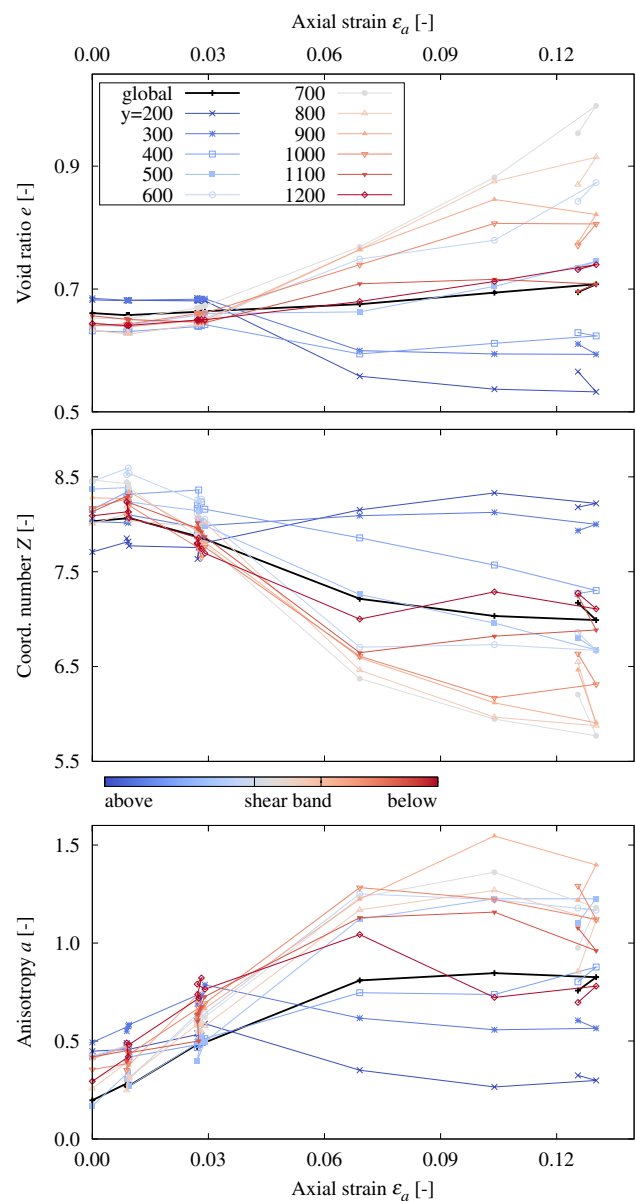 Axial strain εa [-]
0.00 0.03 0.06 0.09 0.12
global 700
y=200 800
300 900
400 1000
500 1100
600 1200
Void ratio e [-]
0.9
0.7
0.5
Coord. number Z [-]
8.5
7.5
6.5
5.5
above shear band below
Anisotropy a [-]
1.5
1.0
0.5
0.0
0.00 0.03 0.06 0.09 0.12
Axial strain εa [-]